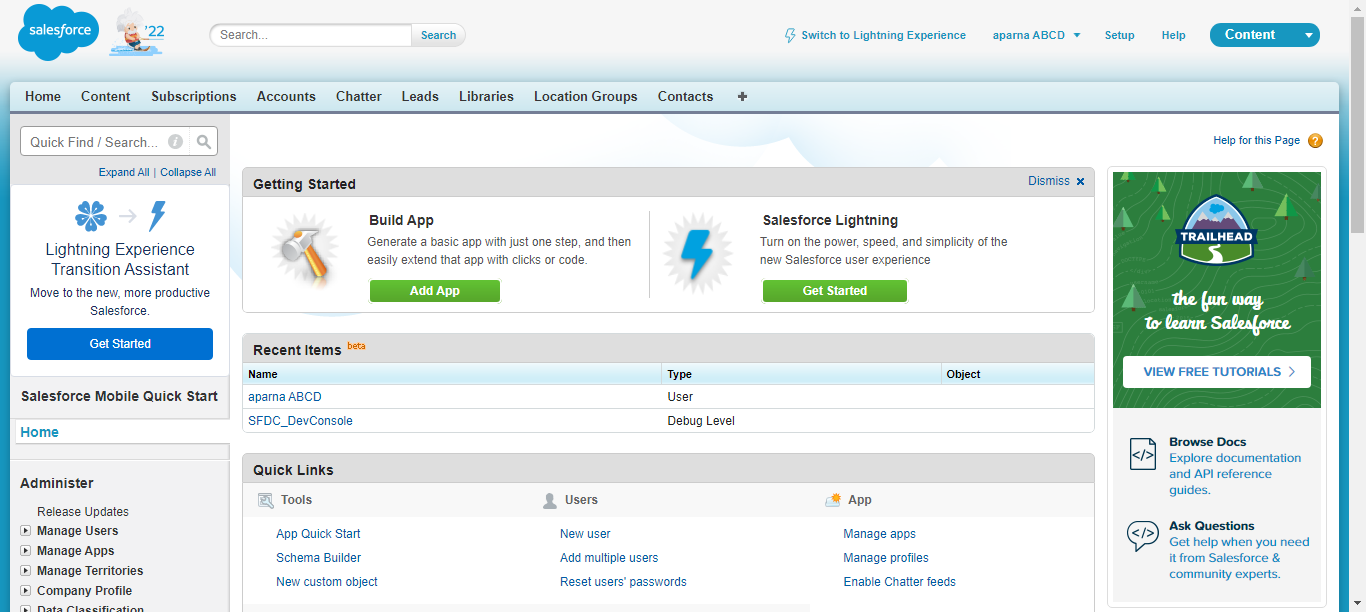 salesforce
'22
Search...
Search
Switch to Lightning Experience
aparna ABCD
Setup
Help
Content
Home
Content
Subscriptions
Accounts
Chatter
Leads
Libraries
Location Groups
Contacts
Quick Find / Search...
Expand All | Collapse All
Lightning Experience
Transition Assistant
Move to the new, more productive
Salesforce.
Get Started
Salesforce Mobile Quick Start
Home
Administer
Release Updates
Manage Users
Manage Apps
Manage Territories
Company Profile
Data Classification
Help for this Page
Getting Started
Dismiss
Build App
Generate a basic app with just one step, and then
easily extend that app with clicks or code.
Add App
Salesforce Lightning
Turn on the power, speed, and simplicity of the
new Salesforce user experience
Get Started
Recent Items beta
Name
Type
Object
aparna ABCD
User
SFDC_DevConsole
Debug Level
Quick Links
Tools
App Quick Start
Schema Builder
New custom object
Users
New user
Add multiple users
Reset users' passwords
App
Manage apps
Manage profiles
Enable Chatter feeds
TRAILHEAD
the fun way
to learn Salesforce
VIEW FREE TUTORIALS
Browse Docs
Explore documentation
and API reference
guides.
Ask Questions
Get help when you need
it from Salesforce &
community experts.